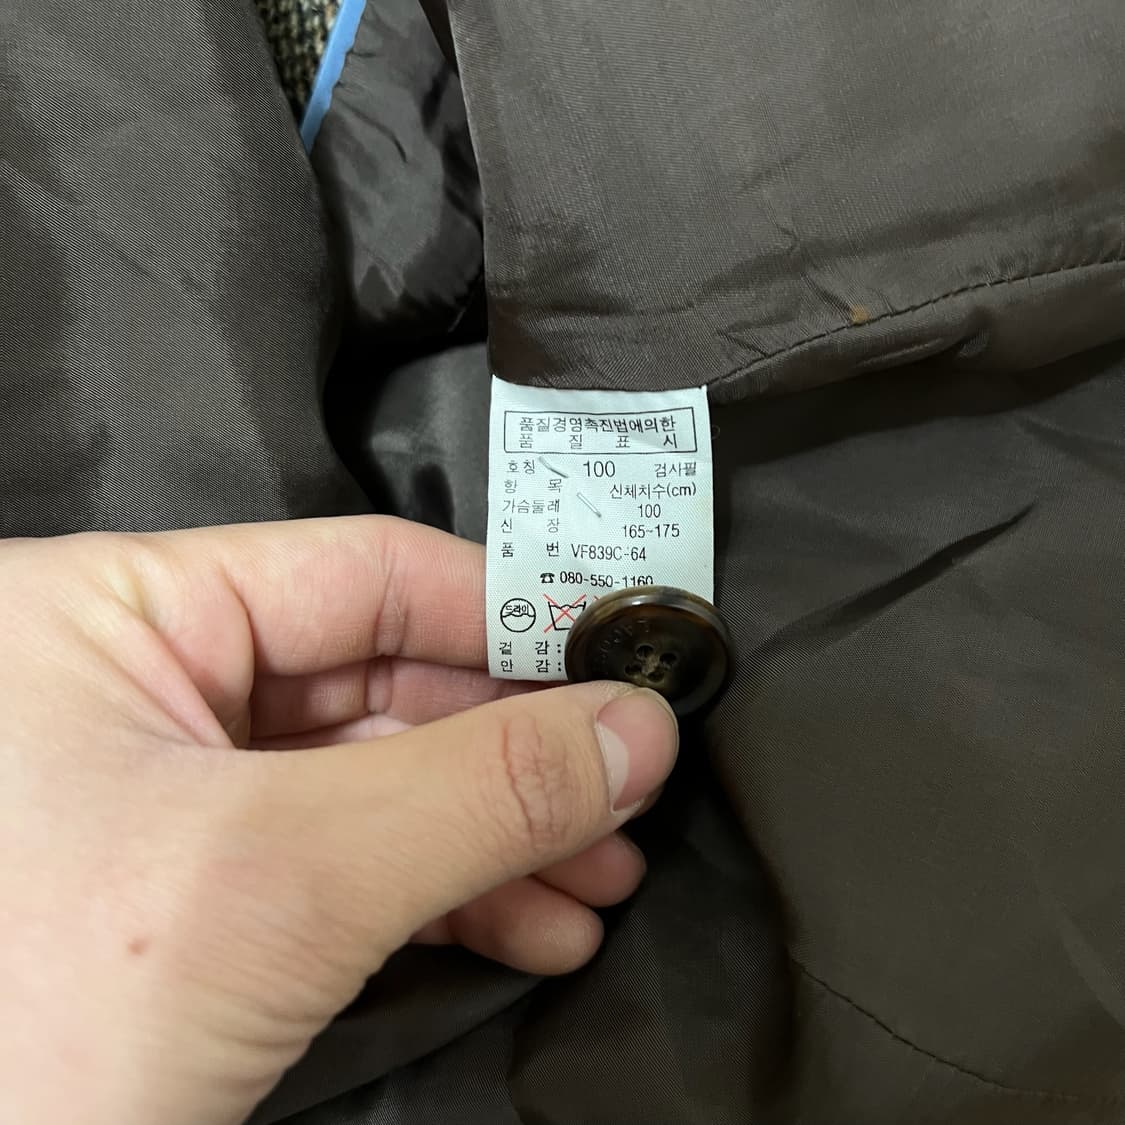 품질경영촉진법에의한
품 질 표 시
호칭 100 검사필
항 목 신체치수(cm)
가슴둘레 100
신 장 165~175
품 번 VF839C-64
☎ 080-550-1160
드라이
겉 감 :
안 감 :